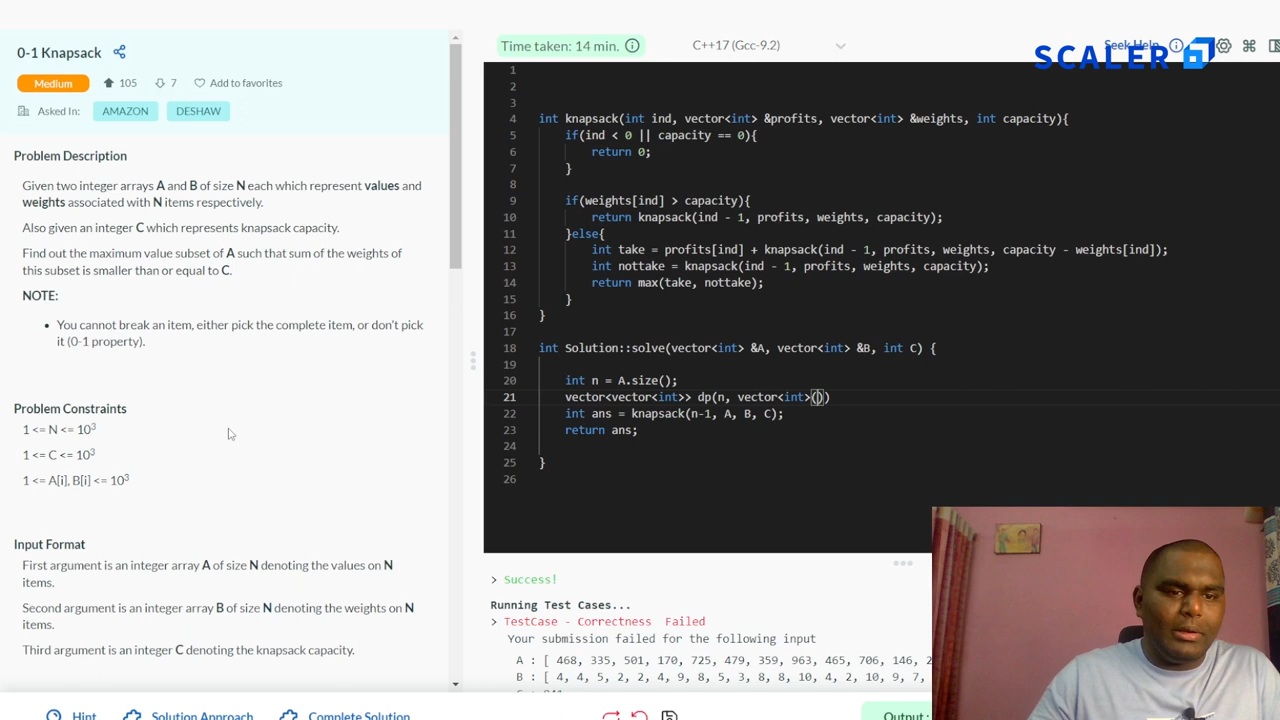 0-1 Knapsack
Medium 105 7 Add to favorites
Asked In: AMAZON DESHAW
Problem Description
Given two integer arrays A and B of size N each which represent values and
weights associated with N items respectively.
Also given an integer C which represents knapsack capacity.
Find out the maximum value subset of A such that sum of the weights of
this subset is smaller than or equal to C.
NOTE:
• You cannot break an item, either pick the complete item, or don't pick
it (0-1 property).
Problem Constraints
1 <= N <= 10³
1 <= C <= 10³
1 <= A[i], B[i] <= 10³
Input Format
First argument is an integer array A of size N denoting the values on N
items.
Second argument is an integer array B of size N denoting the weights on N
items.
Third argument is an integer C denoting the knapsack capacity.
Hint Solution Approach Complete Solution
Time taken: 14 min. C++17 (Gcc-9.2) Seek Help
SCALER
1
2
3
4 int knapsack(int ind, vector<int> &profits, vector<int> &weights, int capacity){
5 if(ind < 0 || capacity == 0){
6 return 0;
7 }
8
9 if(weights[ind] > capacity){
10 return knapsack(ind - 1, profits, weights, capacity);
11 }else{
12 int take = profits[ind] + knapsack(ind - 1, profits, weights, capacity - weights[ind]);
13 int nottake = knapsack(ind - 1, profits, weights, capacity);
14 return max(take, nottake);
15 }
16 }
17
18 int Solution::solve(vector<int> &A, vector<int> &B, int C) {
19
20 int n = A.size();
21 vector<vector<int>> dp(n, vector<int>())
22 int ans = knapsack(n-1, A, B, C);
23 return ans;
24
25 }
26
> Success!
Running Test Cases...
> TestCase - Correctness Failed
Your submission failed for the following input
A : [ 468, 335, 501, 170, 725, 479, 359, 963, 465, 706, 146, 2
B : [ 4, 4, 5, 2, 2, 4, 9, 8, 5, 3, 8, 8, 10, 4, 2, 10, 9, 7,
Output: